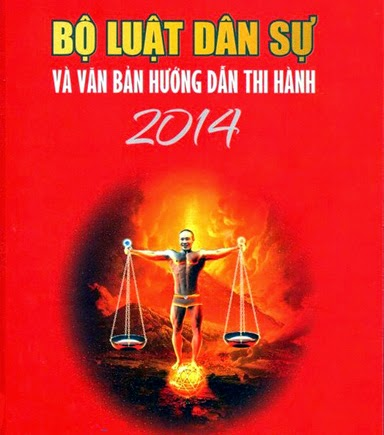 BỘ LUẬT DÂN SỰ
VÀ VĂN BẢN HƯỚNG DẪN THI HÀNH
2014